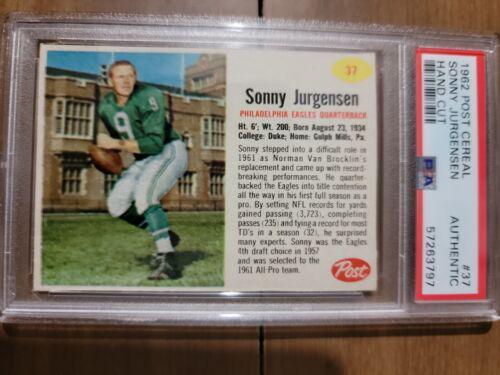 37
Sonny Jurgensen
PHILADELPHIA EAGLES QUARTERBACK
Ht. 6'; Wt. 200; Born August 23, 1934
College: Duke; Home: Gulph Mills, Pa.
Sonny stepped into a difficult role in
1961 as Norman Van Brocklin's
replacement and came up with record-
breaking performances. He quarter-
backed the Eagles into title contention
all the way in his first full season as a
pro. By setting NFL records for yards
gained passing (3,723), completing
passes (235) and tying a record for most
TD's in a season (32), he surprised
many experts. Sonny was the Eagles
4th draft choice in 1957
and was selected to the
1961 All-Pro team.
Post
9
1962 POST CEREAL
SONNY JURGENSEN
HAND CUT
PSA
#37
AUTHENTIC
57263797